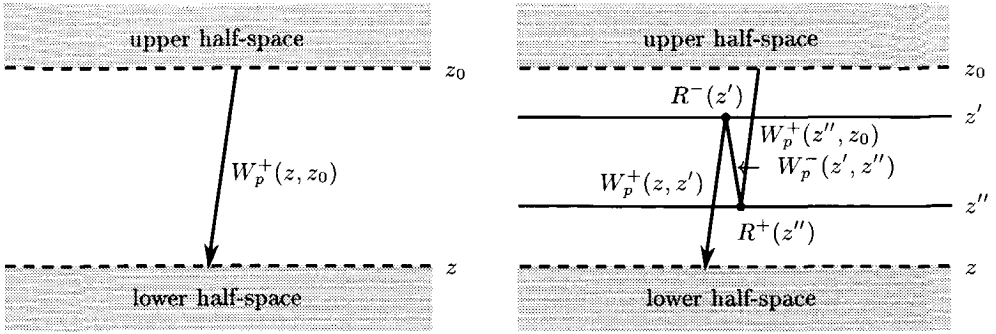 upper half-space
z₀
W_p^+(z, z₀)
z
lower half-space
upper half-space
z₀
R^-(z')
z'
W_p^+(z'', z₀)
W_p^-(z', z'')
W_p^+(z, z')
z''
R^+(z'')
z
lower half-space